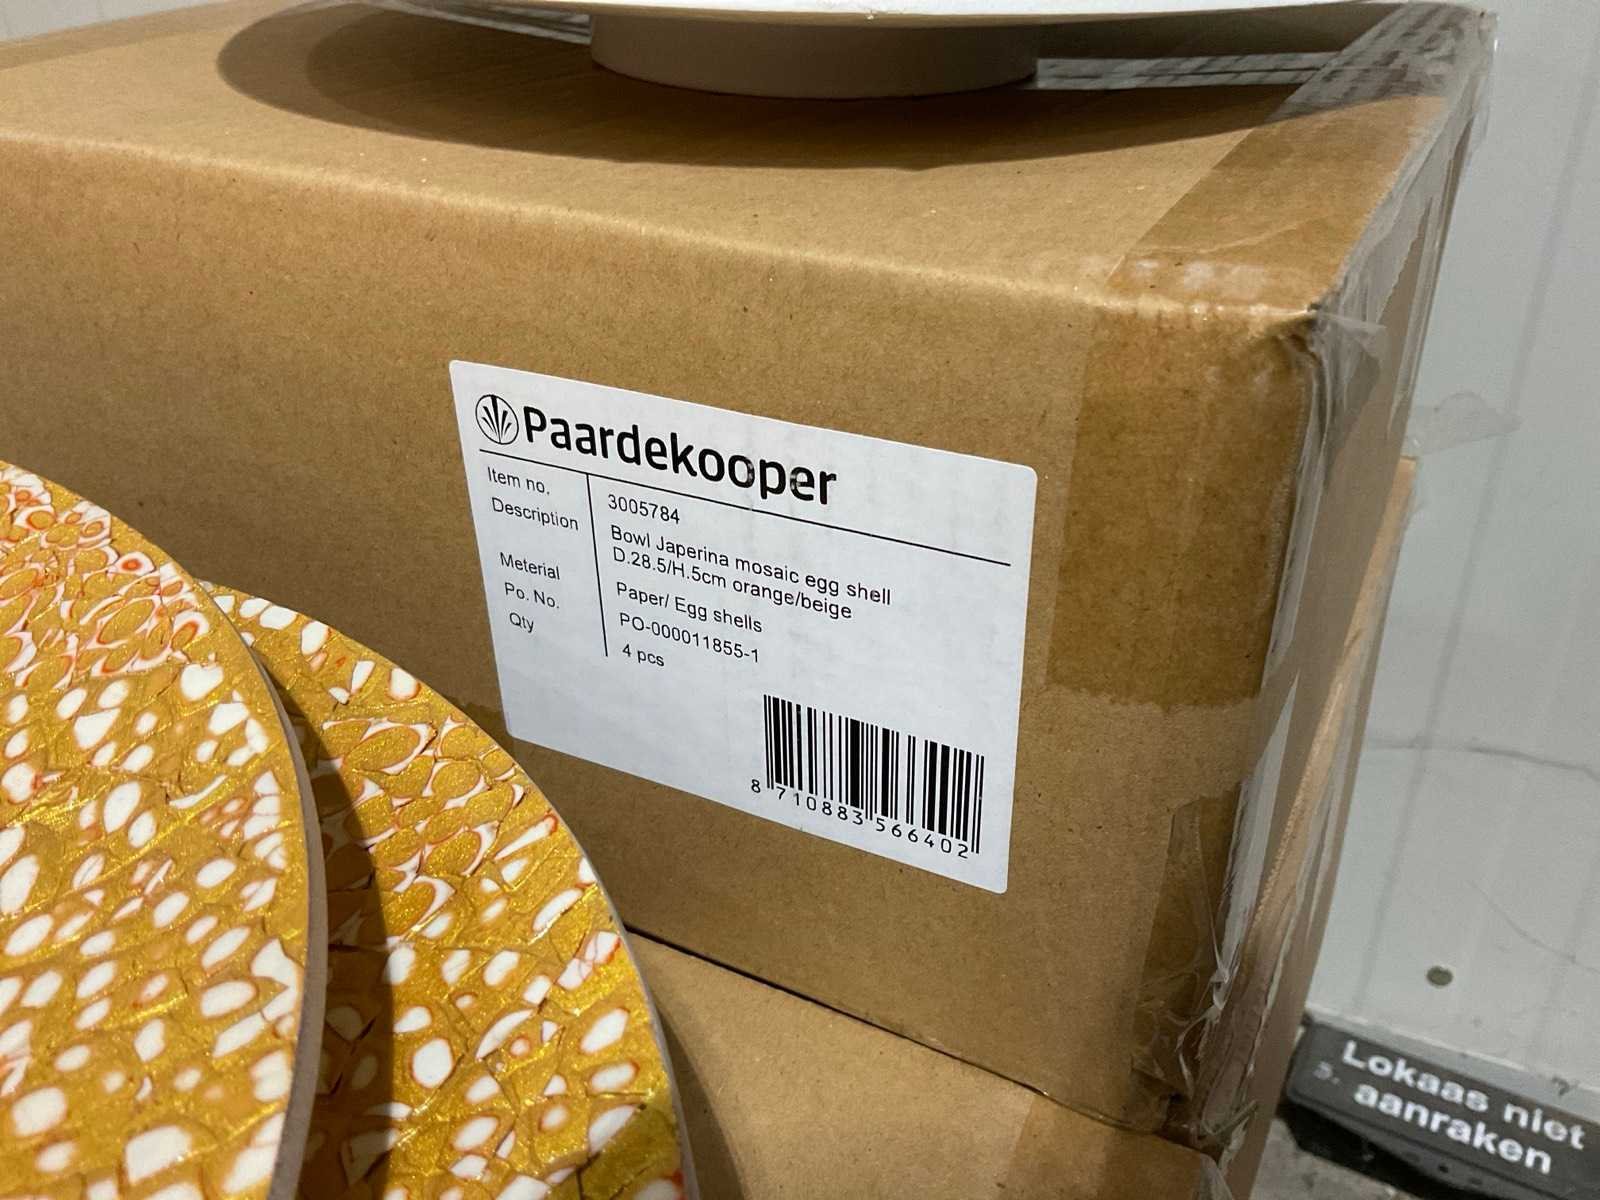 Paardekooper
Item no. 3005784
Description Bowl Japerina mosaic egg shell
D.28.5/H.5cm orange/beige
Meterial Paper/ Egg shells
Po. No. PO-000011855-1
Qty 4 pcs
8 710883 566402
Lokaas niet
aanraken